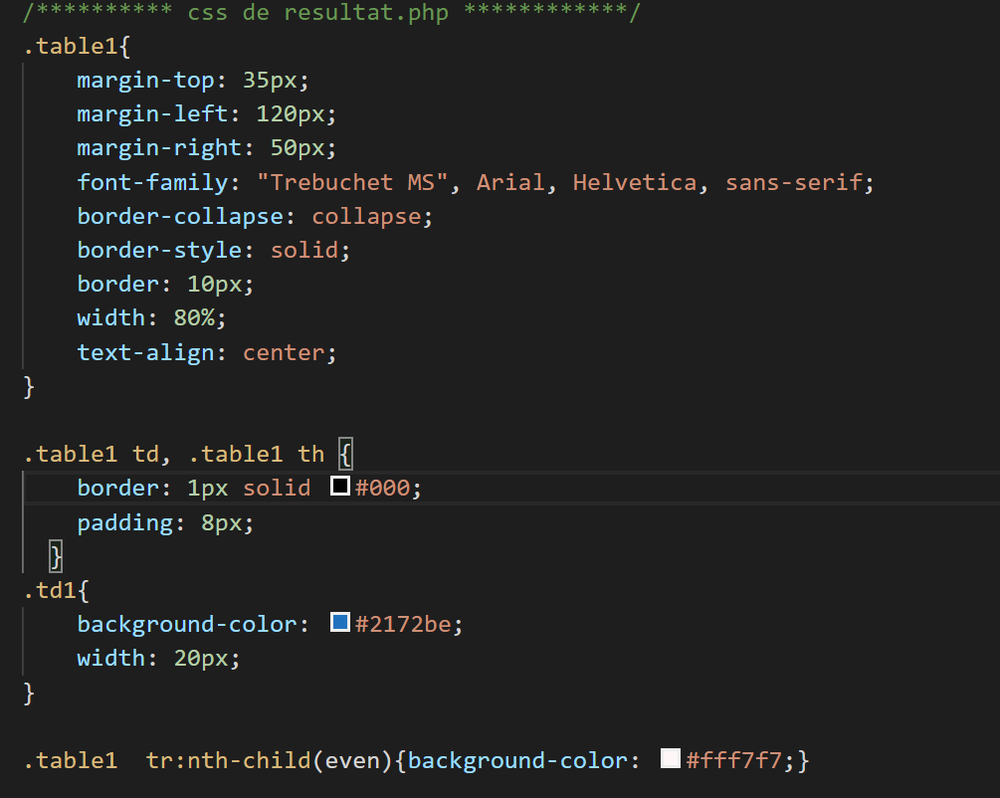 /********** css de resultat.php ************/
.table1{
    margin-top: 35px;
    margin-left: 120px;
    margin-right: 50px;
    font-family: "Trebuchet MS", Arial, Helvetica, sans-serif;
    border-collapse: collapse;
    border-style: solid;
    border: 10px;
    width: 80%;
    text-align: center;
}
.table1 td, .table1 th {
    border: 1px solid #000;
    padding: 8px;
  }
.td1{
    background-color: #2172be;
    width: 20px;
}
.table1  tr:nth-child(even){background-color: #fff7f7;}